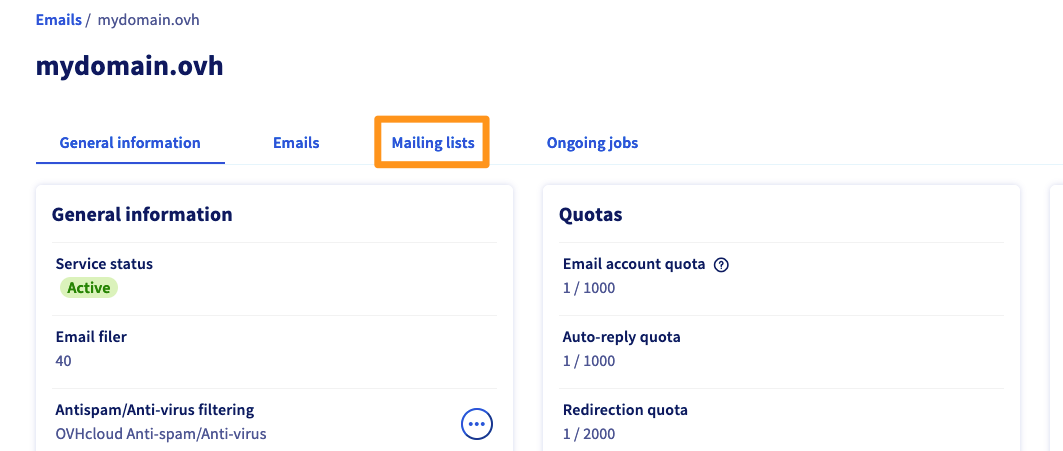 Emails / mydomain.ovh
mydomain.ovh
General information Emails Mailing lists Ongoing jobs
General information
Service status
Active
Email filer
40
Antispam/Anti-virus filtering
OVHcloud Anti-spam/Anti-virus
Quotas
Email account quota ?
1 / 1000
Auto-reply quota
1 / 1000
Redirection quota
1 / 2000